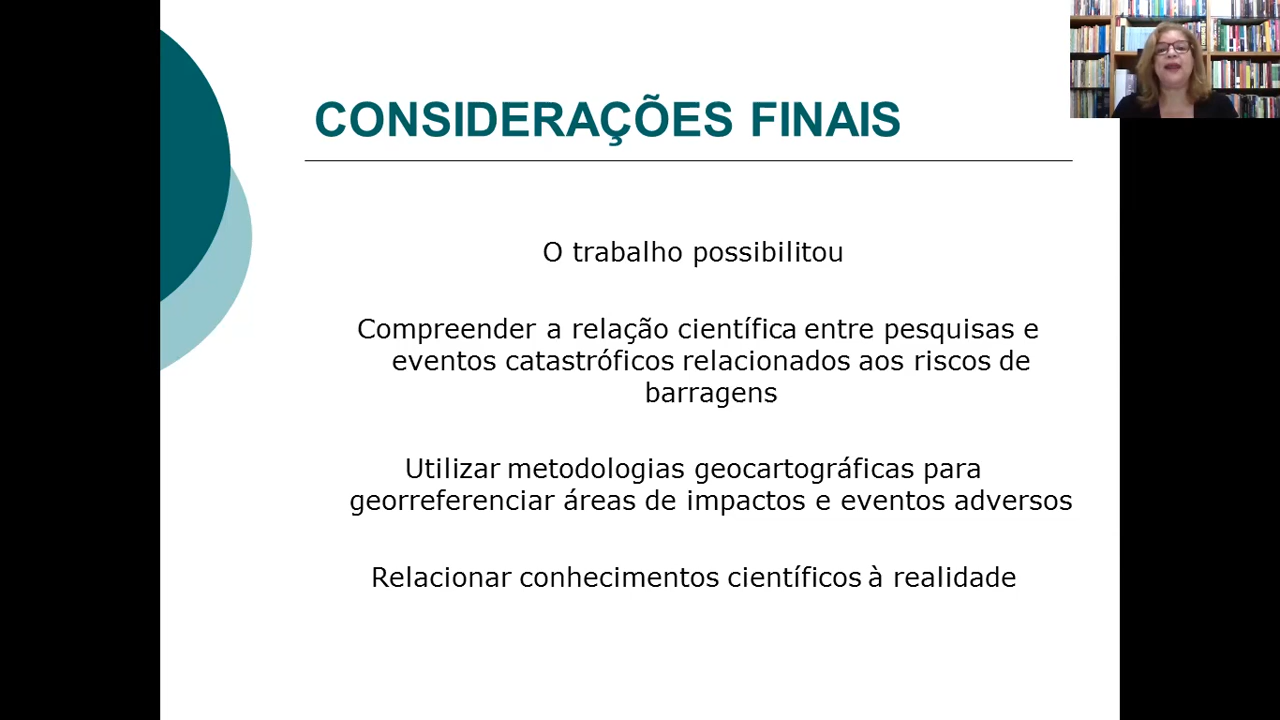 CONSIDERAÇÕES FINAIS
O trabalho possibilitou
Compreender a relação científica entre pesquisas e
eventos catastróficos relacionados aos riscos de
barragens
Utilizar metodologias geocartográficas para
georreferenciar áreas de impactos e eventos adversos
Relacionar conhecimentos científicos à realidade